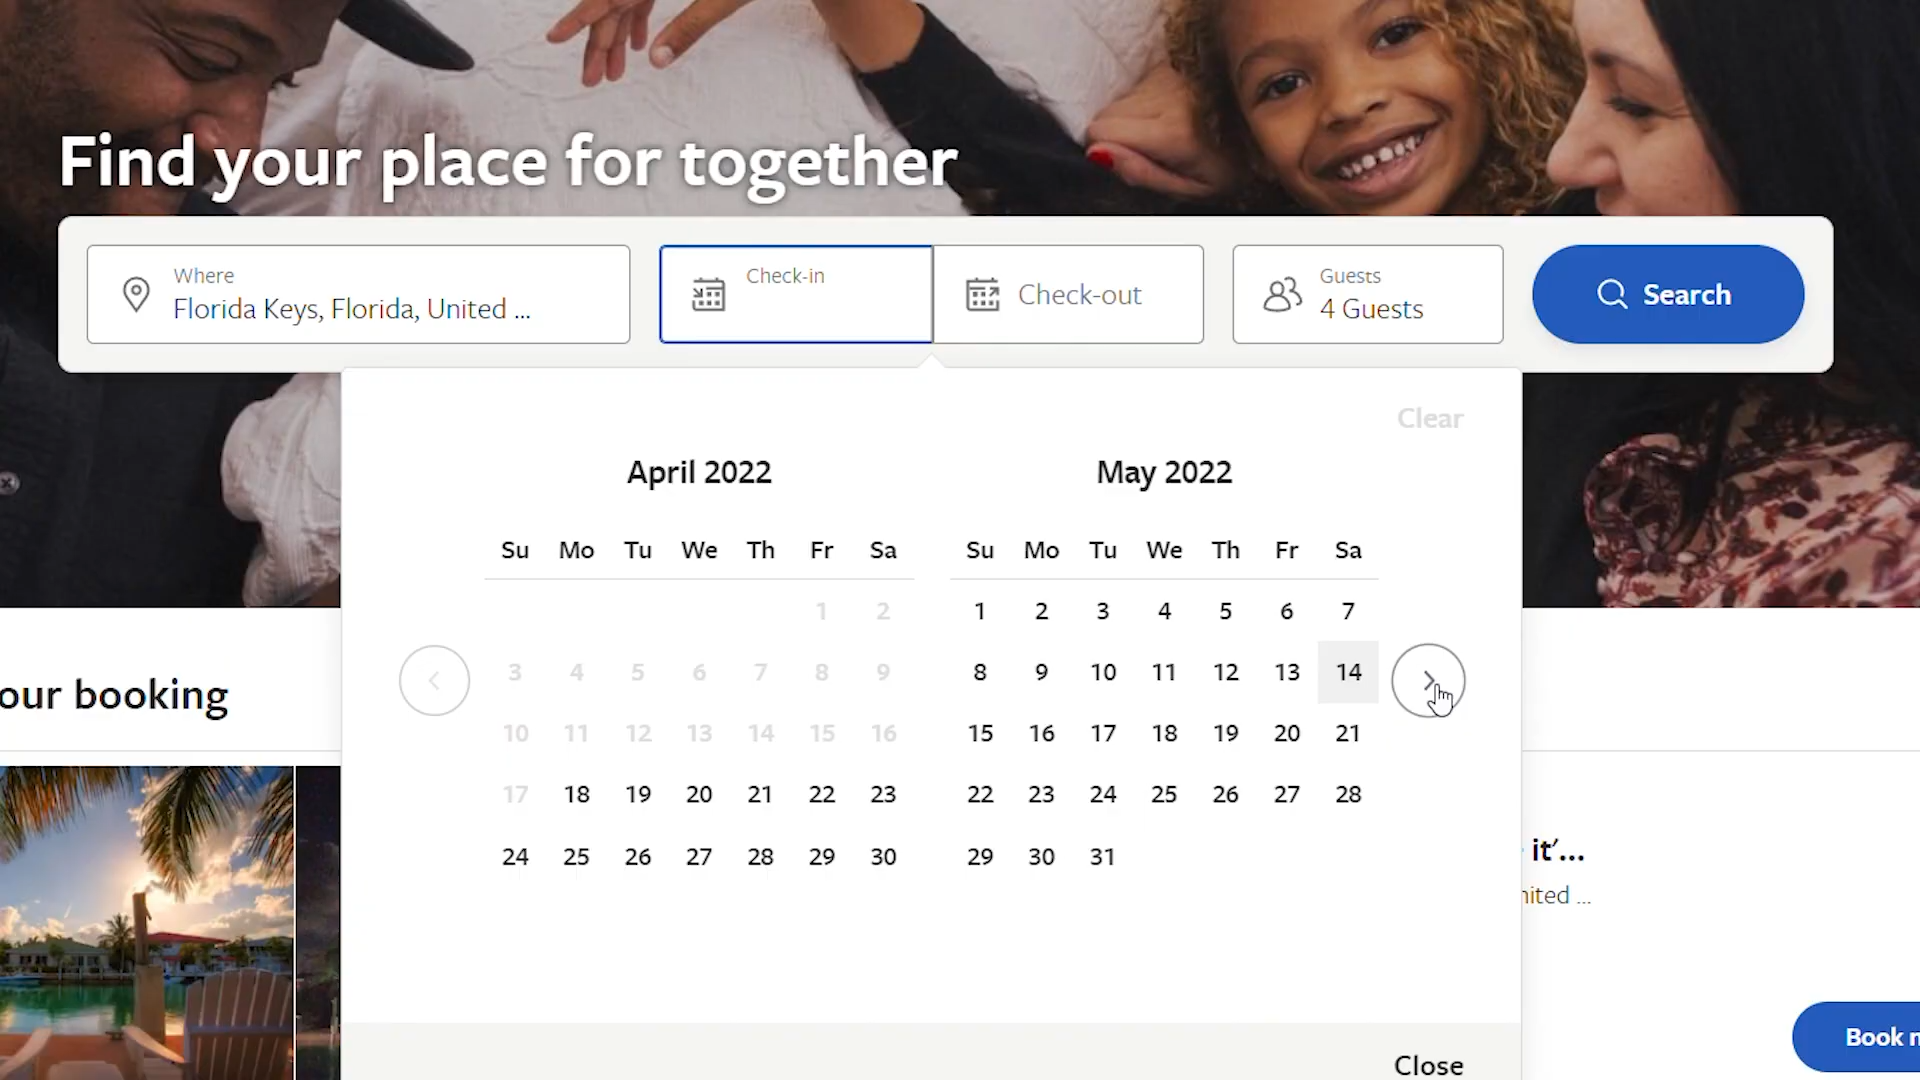 Find your place for together
Where
Florida Keys, Florida, United ...
Check-in
Check-out
Guests
4 Guests
Search
Clear
April 2022
May 2022
Su Mo Tu We Th Fr Sa
Su Mo Tu We Th Fr Sa
1 2
1 2 3 4 5 6 7
3 4 5 6 7 8 9
8 9 10 11 12 13 14
10 11 12 13 14 15 16
15 16 17 18 19 20 21
17 18 19 20 21 22 23
22 23 24 25 26 27 28
24 25 26 27 28 29 30
29 30 31
our booking
it'...
nited ...
Book
Close